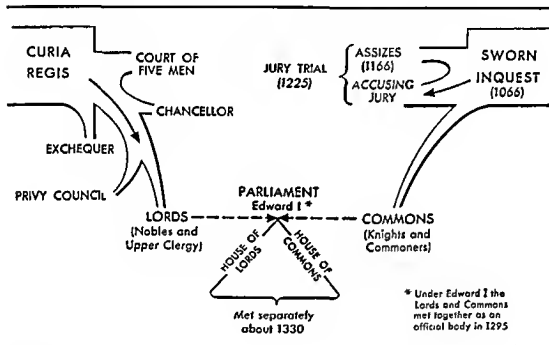 CURIA
REGIS
COURT OF
FIVE MEN
CHANCELLOR
EXCHEQUER
PRIVY COUNCIL
LORDS
(Nobles and
Upper Clergy)
JURY TRIAL
(1225)
ASSIZES
(1166)
ACCUSING
JURY
SWORN
INQUEST
(1066)
PARLIAMENT
Edward I *
COMMONS
(Knights and
Commoners)
HOUSE OF
LORDS
HOUSE OF
COMMONS
Met separately
about 1330
* Under Edward I the
Lords and Commons
met together as an
official body in 1295